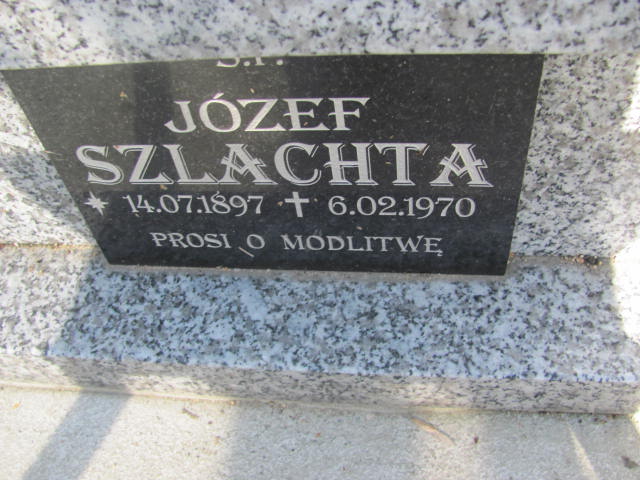 Ś.P.
JÓZEF
SZLACHTA
* 14.07.1897 ✝ 6.02.1970
PROSI O MODLITWĘ